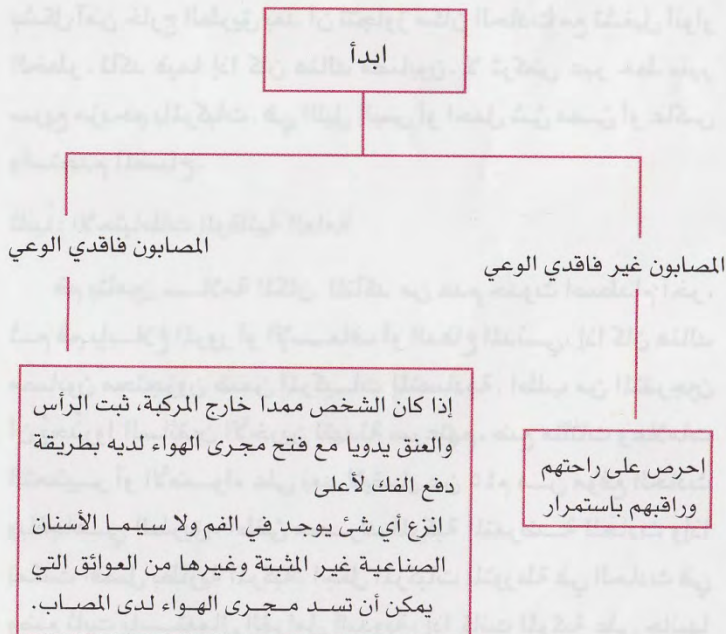 ابدأ
المصابون غير فاقدي الوعي
المصابون فاقدي الوعي
احرص على راحتهم
وراقبهم باستمرار
إذا كان الشخص ممدا خارج المركبة، ثبت الرأس
والعنق يدويا مع فتح مجرى الهواء لديه بطريقة
دفع الفك لأعلى
انزع أي شئ يوجد في الفم ولا سيما الأسنان
الصناعية غير المثبتة وغيرها من العوائق التي
يمكن أن تسد مجرى الهواء لدى المصاب.